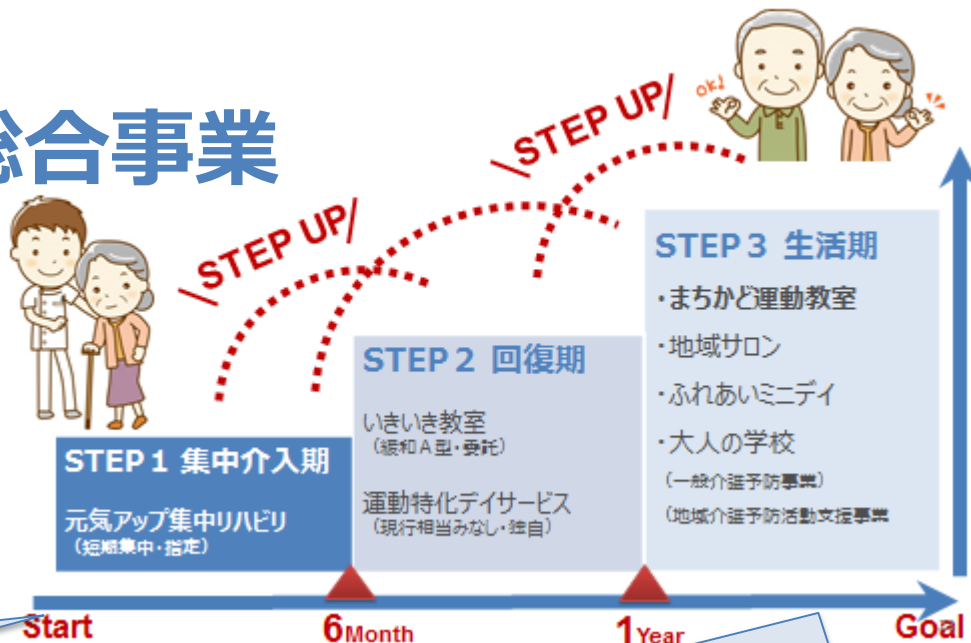 総合事業
OK!
\STEP UP/
\STEP UP/
STEP1 集中介入期
元気アップ集中リハビリ
(短期集中・指定)
STEP2 回復期
いきいき教室
(緩和A型・委託)
運動特化デイサービス
(現行相当みなし・独自)
STEP3 生活期
・まちかど運動教室
・地域サロン
・ふれあいミニデイ
・大人の学校
(一般介護予防事業)
(地域介護予防活動支援事業
Start
6Month
1Year
Goal